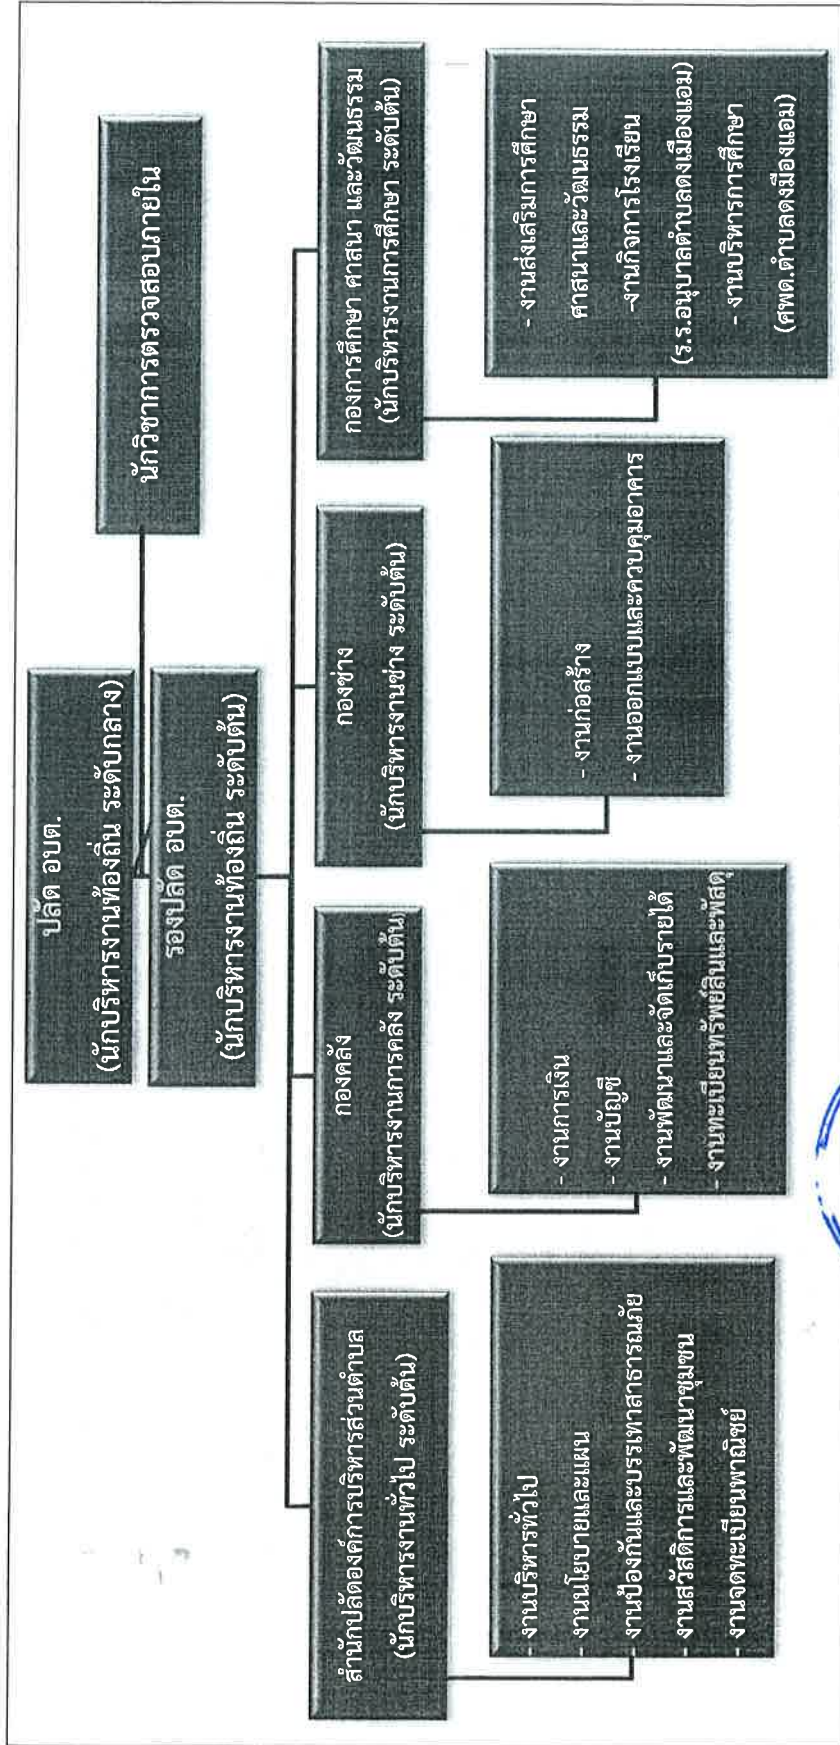 ปลัด อบต.
(นักบริหารงานท้องถิ่น ระดับกลาง)
นักวิชาการตรวจสอบภายใน
รองปลัด อบต.
(นักบริหารงานท้องถิ่น ระดับต้น)
สำนักปลัดองค์การบริหารส่วนตำบล
(นักบริหารงานทั่วไป ระดับต้น)
- งานบริหารทั่วไป
- งานนโยบายและแผน
- งานป้องกันและบรรเทาสาธารณภัย
- งานสวัสดิการและพัฒนาชุมชน
- งานจดทะเบียนพาณิชย์
กองคลัง
(นักบริหารงานการคลัง ระดับต้น)
- งานการเงิน
- งานบัญชี
- งานพัฒนาและจัดเก็บรายได้
- งานทะเบียนทรัพย์สินและพัสดุ
กองช่าง
(นักบริหารงานช่าง ระดับต้น)
- งานก่อสร้าง
- งานออกแบบและควบคุมอาคาร
กองการศึกษา ศาสนา และวัฒนธรรม
(นักบริหารงานการศึกษา ระดับต้น)
- งานส่งเสริมการศึกษา
ศาสนาและวัฒนธรรม
-งานกิจการโรงเรียน
(ร.ร.อนุบาลตำบลดงเมืองแอม)
- งานบริหารการศึกษา
(ศพด.ตำบลดงมืองแอม)